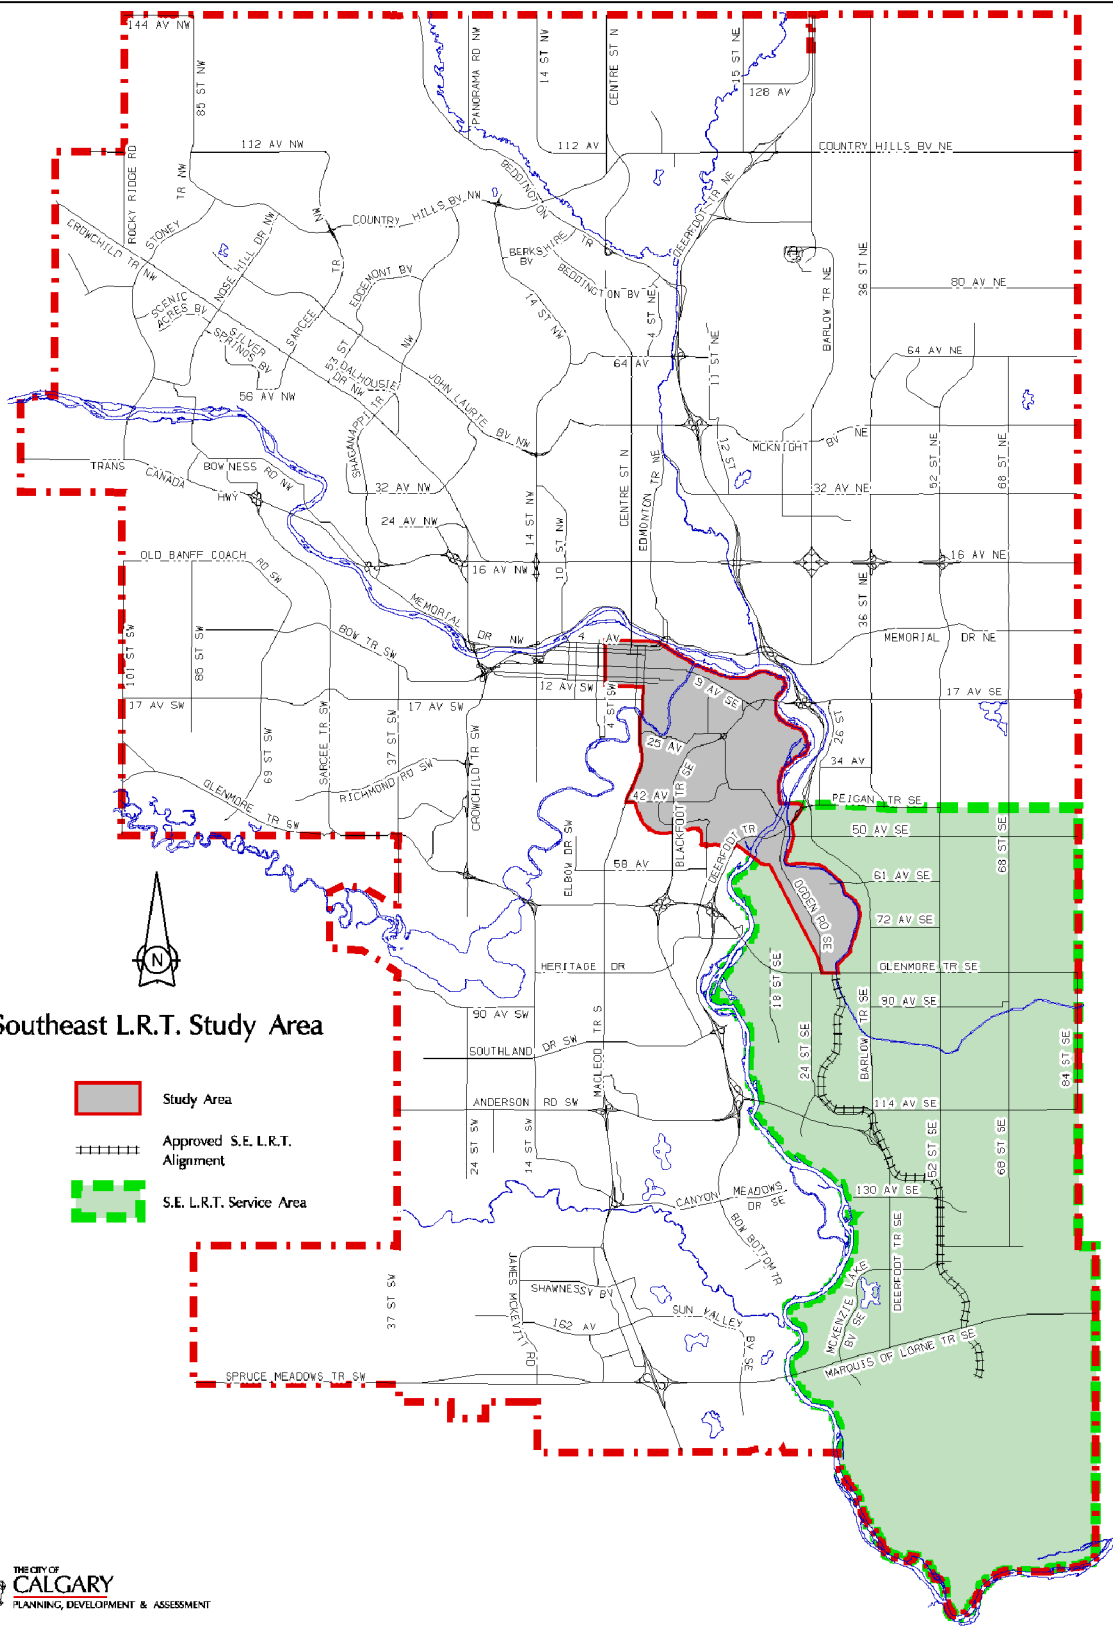 144 AV NW
85 ST NW
PANORAMA RD NW
14 ST NW
CENTRE ST N
15 ST NE
128 AV
112 AV NW
112 AV
COUNTRY HILLS BV NE
ROCKY RIDGE RD
STONEY TR NW
BEDDINGTON TR
DEERFOOT TR NE
COUNTRY HILLS BV NW
CROWCHILD TR NW
NOSE HILL DR NW
SARCEE TR NW
BERKSHIRE BV
BEDDINGTON BV
EDGEMONT BV
36 ST NE
80 AV NE
BARLOW TR NE
SCENIC ACRES BV
SILVER SPRINGS BV
14 ST NW
4 ST NE
11 ST NE
64 AV
64 AV NE
53 ST NW
DALHOUSIE DR NW
56 AV NW
JOHN LAURIE BV NW
SHAGANAPPI TR NW
12 ST
MCKNIGHT BV NE
TRANS CANADA HWY
BOWNESS RD NW
32 AV NW
32 AV NE
52 ST NE
68 ST NE
24 AV NW
14 ST NW
10 ST NW
CENTRE ST N
EDMONTON TR NE
OLD BANFF COACH RD SW
16 AV NW
16 AV NE
36 ST NE
MEMORIAL DR NW
MEMORIAL DR NE
101 ST SW
85 ST SW
BOW TR SW
4 AV
12 AV SW
9 AV SE
17 AV SW
17 AV SW
17 AV SE
4 ST SW
69 ST SW
SARCEE TR SW
37 ST SW
CROWCHILD TR SW
25 AV
26 ST
34 AV
GLENMORE TR SW
RICHMOND RD SW
42 AV
BLACKFOOT TR SE
PEIGAN TR SE
50 AV SE
68 ST SE
ELBOW DR SW
58 AV
DEERFOOT TR
61 AV SE
OGDEN RD SE
72 AV SE
N
HERITAGE DR
18 ST SE
GLENMORE TR SE
90 AV SW
90 AV SE
Southeast L.R.T. Study Area
SOUTHLAND DR SW
MACLEOD TR S
24 ST SE
BARLOW TR SE
84 ST SE
Study Area
ANDERSON RD SW
114 AV SE
Approved S.E. L.R.T.
Alignment
24 ST SW
14 ST SW
52 ST SE
68 ST SE
S.E. L.R.T. Service Area
CANYON MEADOWS DR SE
130 AV SE
BOW BOTTOM TR
DEERFOOT TR SE
37 ST SW
JAMES MCKEVITT RD
SHAWNESSY BV
MCKENZIE LAKE BV SE
162 AV
SUN VALLEY BV SE
MARQUIS OF LORNE TR SE
SPRUCE MEADOWS TR SW
THE CITY OF
CALGARY
PLANNING, DEVELOPMENT & ASSESSMENT